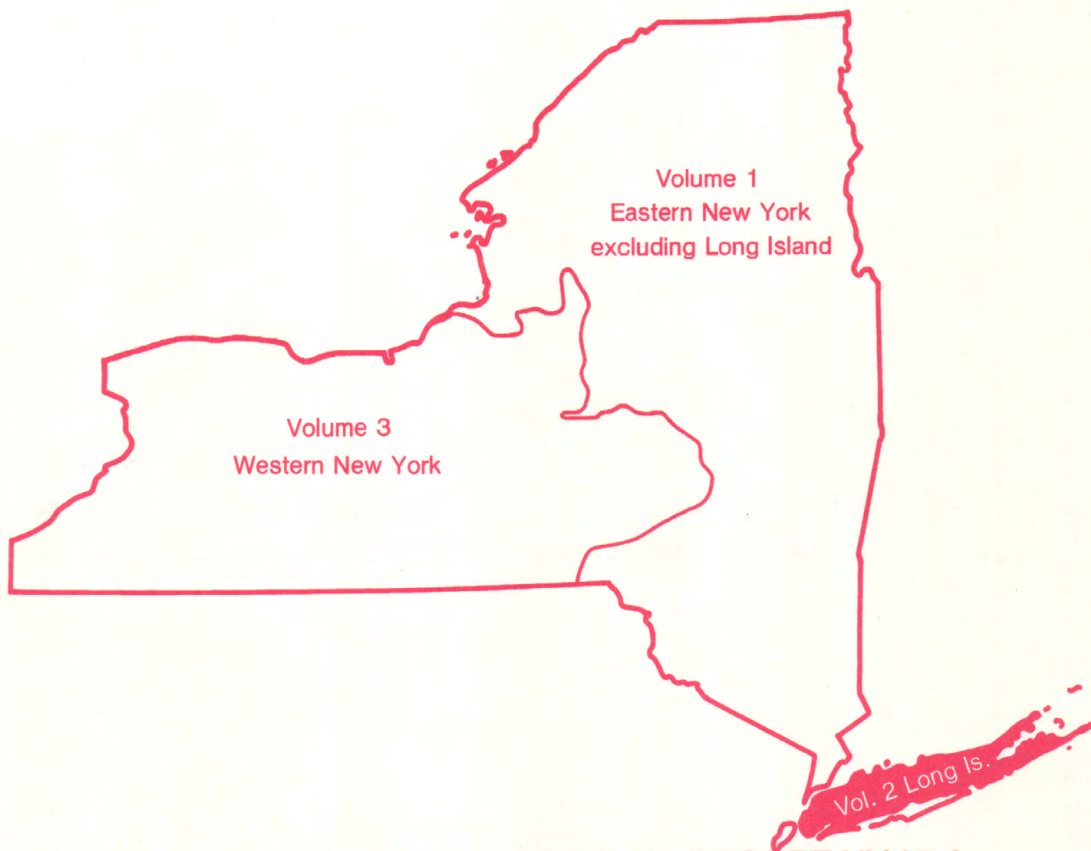 Volume 1
Eastern New York
excluding Long Island
Volume 3
Western New York
Vol. 2 Long Is.